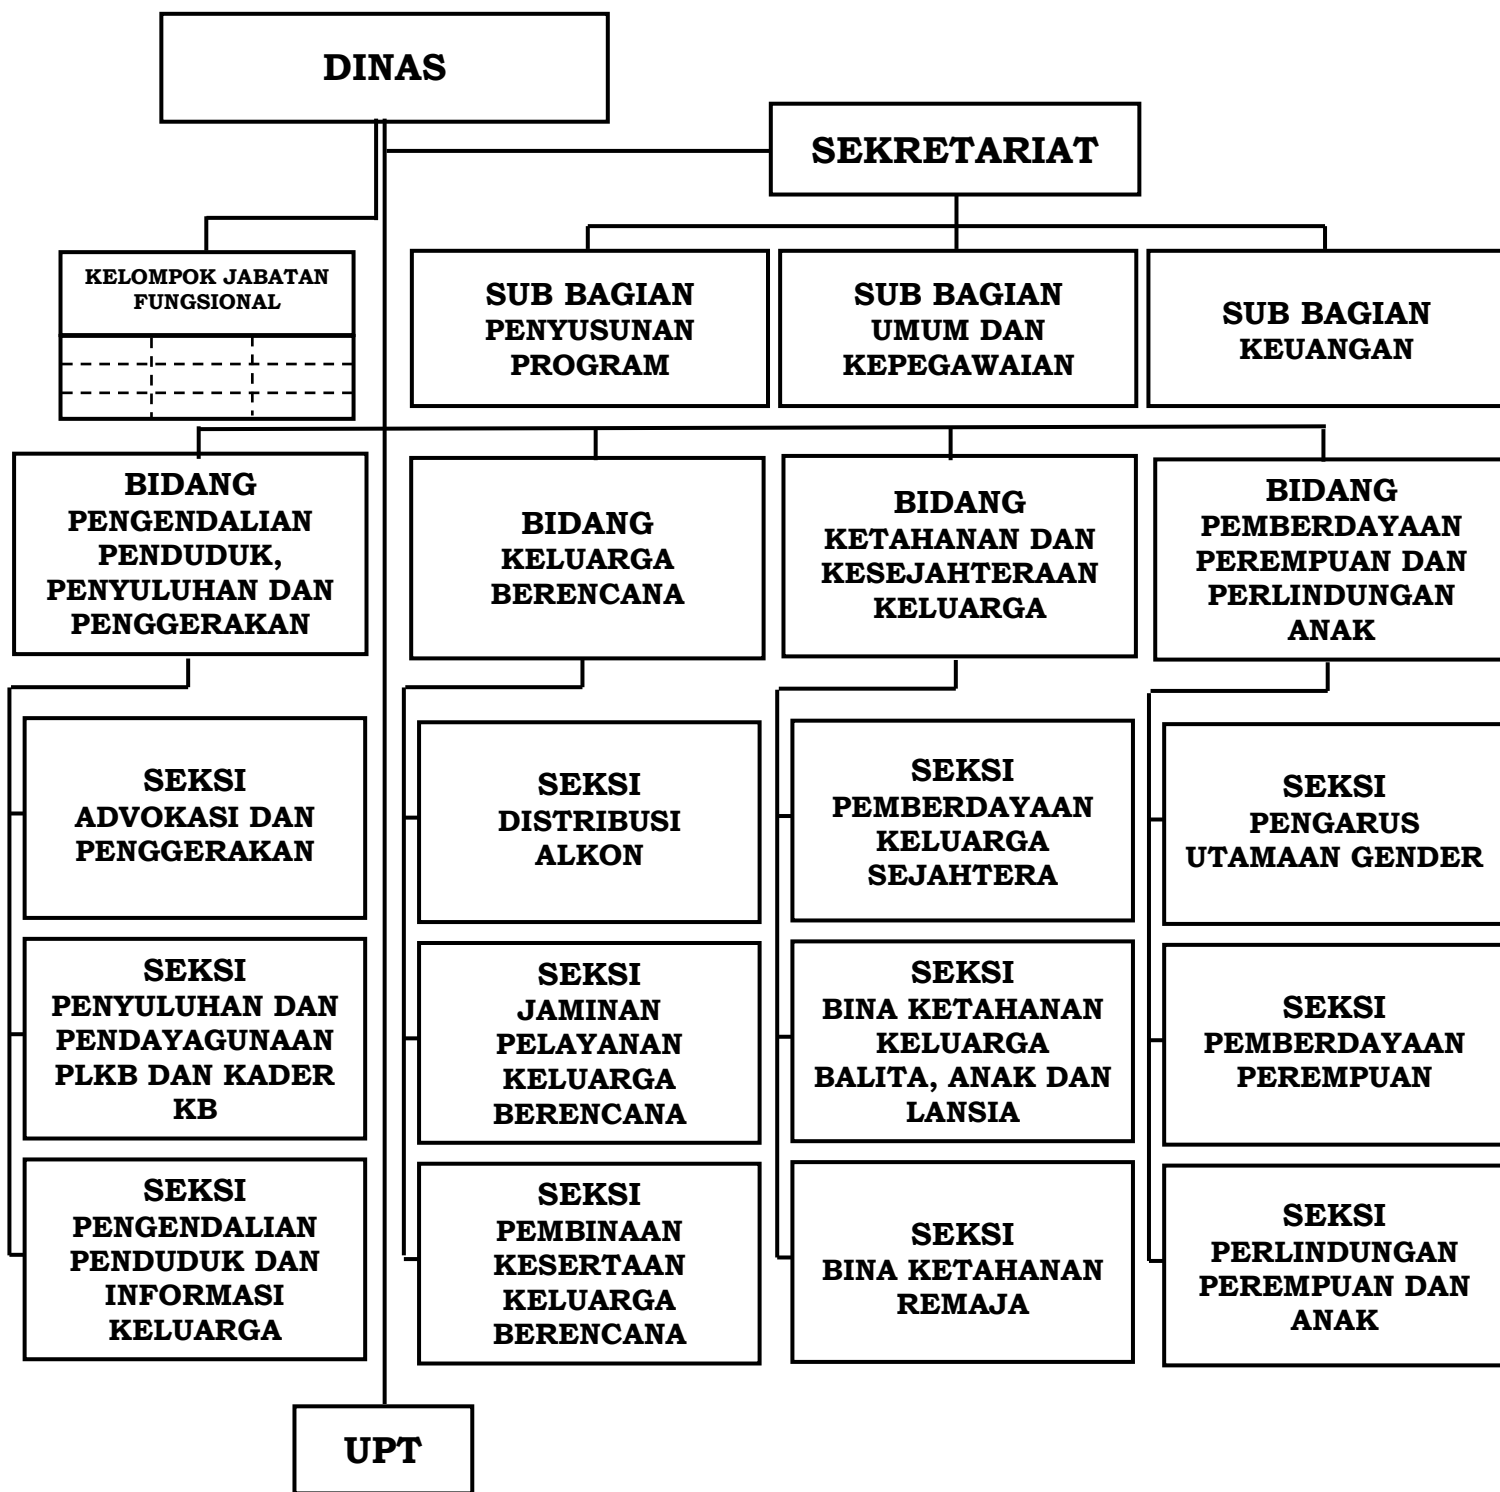 DINAS
SEKRETARIAT
KELOMPOK JABATAN
FUNGSIONAL
SUB BAGIAN
PENYUSUNAN
PROGRAM
SUB BAGIAN
UMUM DAN
KEPEGAWAIAN
SUB BAGIAN
KEUANGAN
BIDANG
PENGENDALIAN
PENDUDUK,
PENYULUHAN DAN
PENGGERAKAN
BIDANG
KELUARGA
BERENCANA
BIDANG
KETAHANAN DAN
KESEJAHTERAAN
KELUARGA
BIDANG
PEMBERDAYAAN
PEREMPUAN DAN
PERLINDUNGAN
ANAK
SEKSI
ADVOKASI DAN
PENGGERAKAN
SEKSI
DISTRIBUSI
ALKON
SEKSI
PEMBERDAYAAN
KELUARGA
SEJAHTERA
SEKSI
PENGARUS
UTAMAAN GENDER
SEKSI
PENYULUHAN DAN
PENDAYAGUNAAN
PLKB DAN KADER
KB
SEKSI
JAMINAN
PELAYANAN
KELUARGA
BERENCANA
SEKSI
BINA KETAHANAN
KELUARGA
BALITA, ANAK DAN
LANSIA
SEKSI
PEMBERDAYAAN
PEREMPUAN
SEKSI
PENGENDALIAN
PENDUDUK DAN
INFORMASI
KELUARGA
SEKSI
PEMBINAAN
KESERTAAN
KELUARGA
BERENCANA
SEKSI
BINA KETAHANAN
REMAJA
SEKSI
PERLINDUNGAN
PEREMPUAN DAN
ANAK
UPT